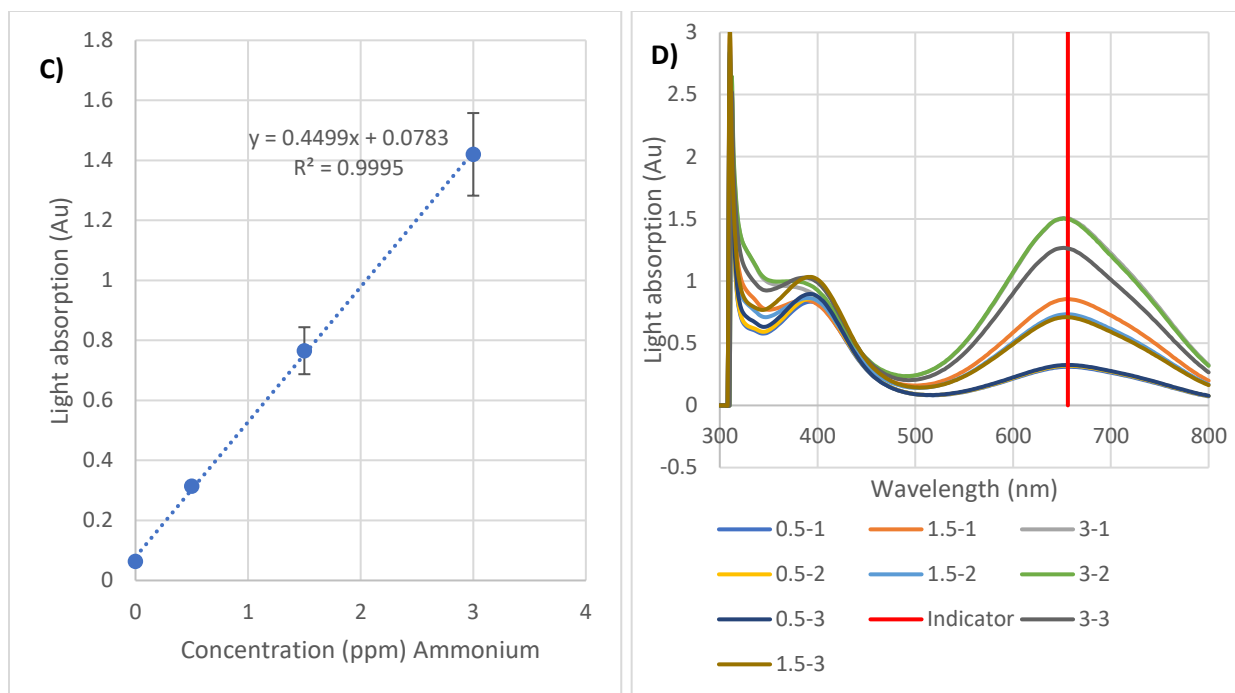 C)
1.8
1.6
1.4
1.2
1
0.8
0.6
0.4
0.2
0
y = 0.4499x + 0.0783
R² = 0.9995
Light absorption (Au)
0 1 2 3 4
Concentration (ppm) Ammonium
D)
3
2.5
2
1.5
1
0.5
0
-0.5
Light absorption (Au)
300 400 500 600 700 800
Wavelength (nm)
0.5-1 1.5-1 3-1
0.5-2 1.5-2 3-2
0.5-3 Indicator 3-3
1.5-3